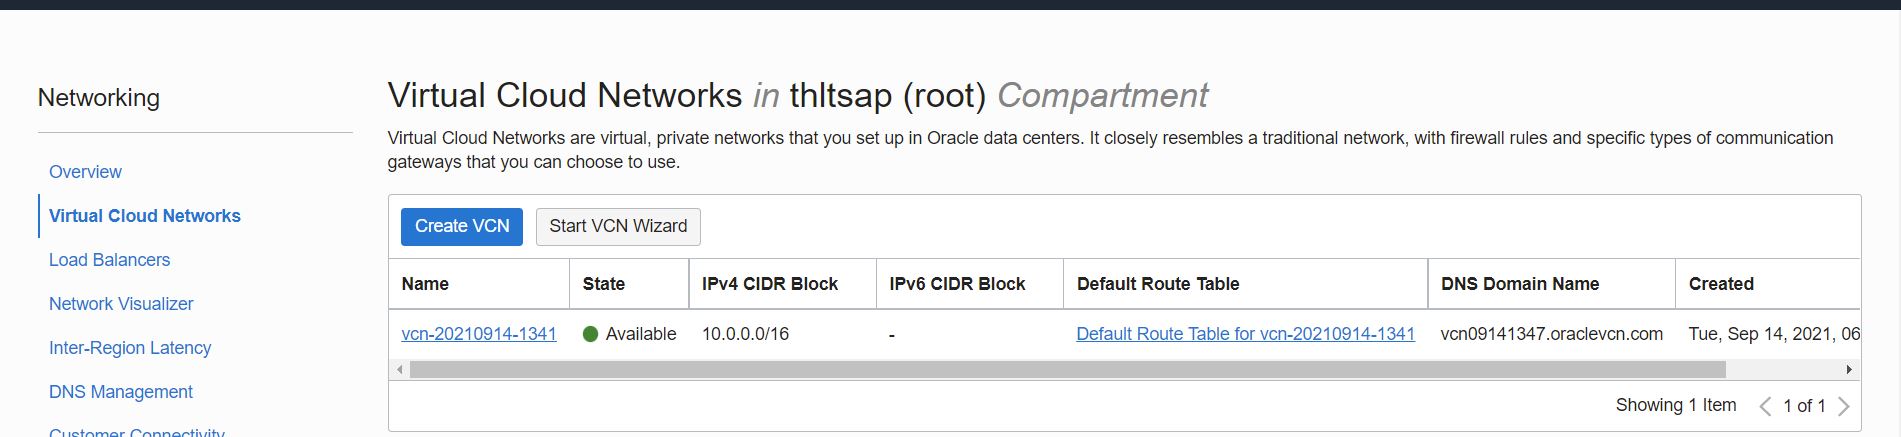 Networking
Overview
Virtual Cloud Networks
Load Balancers
Network Visualizer
Inter-Region Latency
DNS Management
Customer Connectivity
Virtual Cloud Networks in thltsap (root) Compartment
Virtual Cloud Networks are virtual, private networks that you set up in Oracle data centers. It closely resembles a traditional network, with firewall rules and specific types of communication
gateways that you can choose to use.
Create VCN Start VCN Wizard
Name State IPv4 CIDR Block IPv6 CIDR Block Default Route Table DNS Domain Name Created
vcn-20210914-1341 Available 10.0.0.0/16 - Default Route Table for vcn-20210914-1341 vcn09141347.oraclevcn.com Tue, Sep 14, 2021, 06
Showing 1 Item < 1 of 1 >